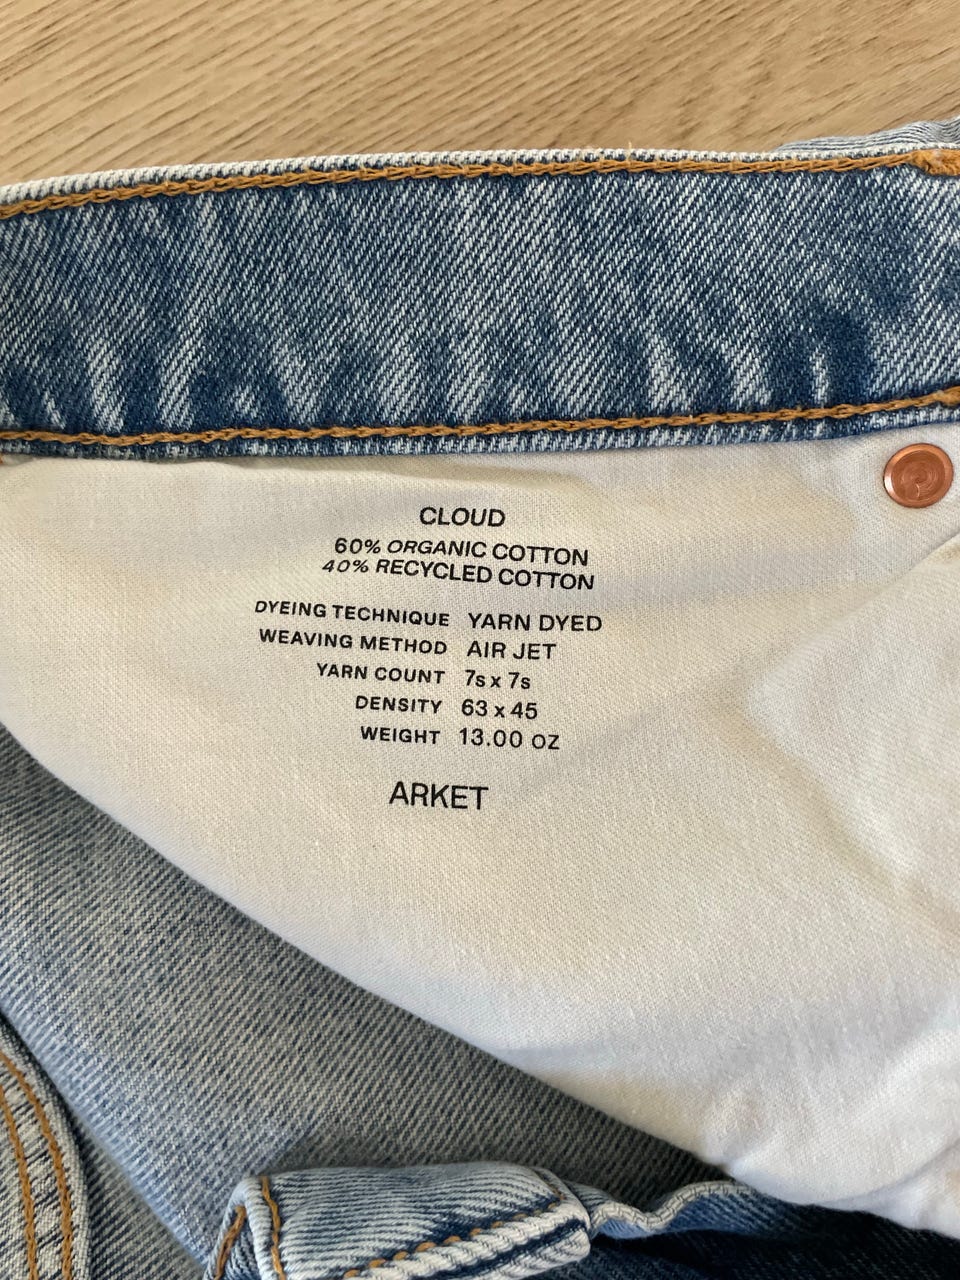 CLOUD
60% ORGANIC COTTON
40% RECYCLED COTTON
DYEING TECHNIQUE YARN DYED
WEAVING METHOD AIR JET
YARN COUNT 7s x 7s
DENSITY 63 x 45
WEIGHT 13.00 OZ
ARKET